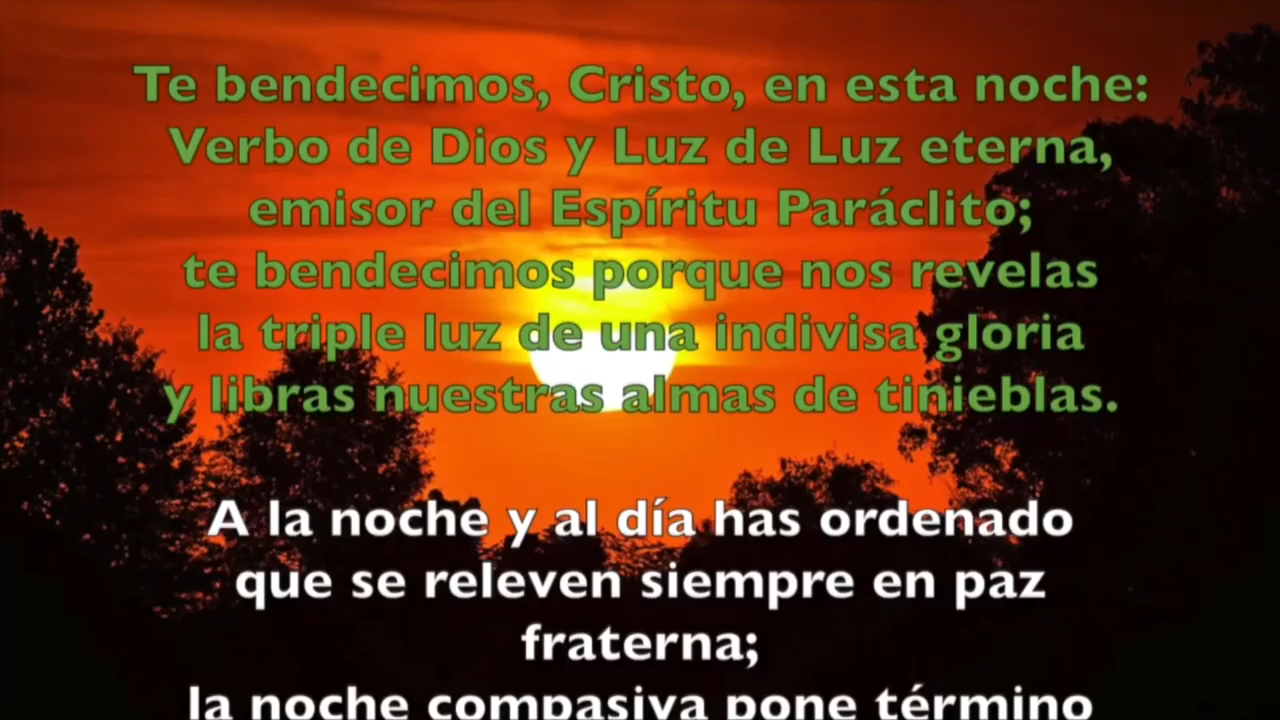 Te bendecimos, Cristo, en esta noche:
Verbo de Dios y Luz de Luz eterna,
emisor del Espíritu Paráclito;
te bendecimos porque nos revelas
la triple luz de una indivisa gloria
y libras nuestras almas de tinieblas.
A la noche y al día has ordenado
que se releven siempre en paz
fraterna;
la noche compasiva pone término